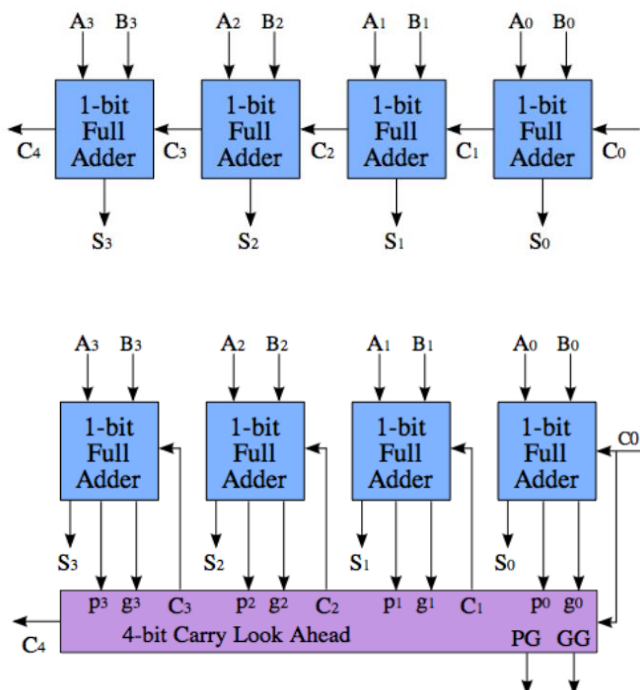 A3 B3 A2 B2 A1 B1 A0 B0
1-bit Full Adder 1-bit Full Adder 1-bit Full Adder 1-bit Full Adder
C4 C3 C2 C1 C0
S3 S2 S1 S0
A3 B3 A2 B2 A1 B1 A0 B0
1-bit Full Adder 1-bit Full Adder 1-bit Full Adder 1-bit Full Adder
C0
S3 S2 S1 S0
p3 g3 C3 p2 g2 C2 p1 g1 C1 p0 g0
C4 4-bit Carry Look Ahead PG GG